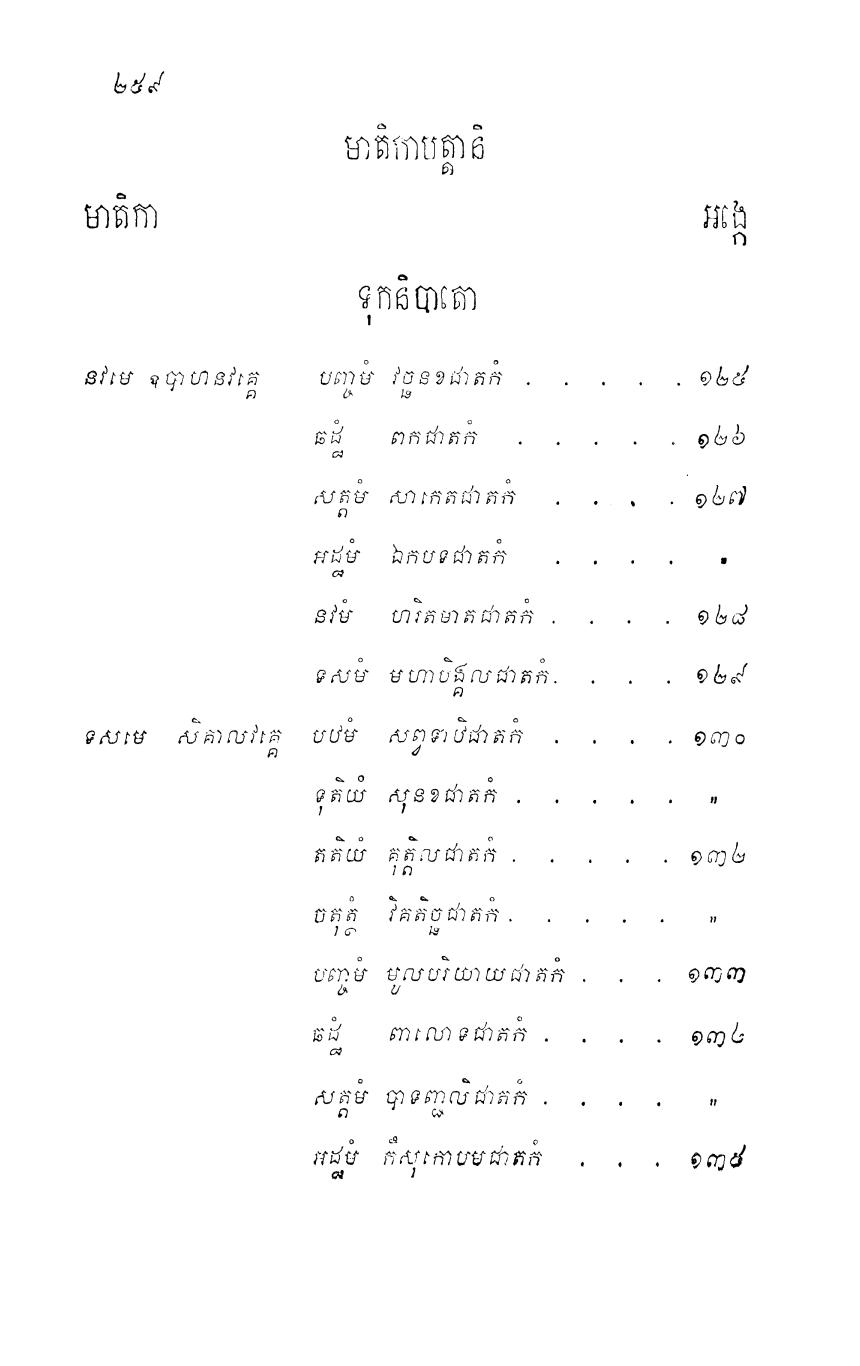 ២៥៩
មាតិកាបត្តានិ
មាតិកា អង្កេ
ទុកនិបាតោ
នវមេ ឧបាហនវគ្គេ បញ្ចមំ វច្ឆនខជាតកំ . . . . . ១២៥
ឆដ្ឋំ ពកជាតកំ . . . . . ១២៦
សត្តមំ សាកេតជាតកំ . . . . ១២៧
អដ្ឋមំ ឯកបទជាតកំ . . . . "
នវមំ ហរិតមាតជាតកំ . . . . ១២៨
ទសមំ មហាបិង្គលជាតកំ . . . . ១២៩
ទសមេ សិគាលវគ្គេ បឋមំ សព្វទាឋិជាតកំ . . . . ១៣០
ទុតិយំ សុនខជាតកំ . . . . . "
តតិយំ គុត្តិលជាតកំ . . . . . ១៣២
ចតុត្ថំ វិគតិច្ឆជាតកំ . . . . . "
បញ្ចមំ មូលបរិយាយជាតកំ . . . ១៣៣
ឆដ្ឋំ ពាលោទជាតកំ . . . . ១៣៤
សត្តមំ បាទញ្ជលិជាតកំ . . . . "
អដ្ឋមំ កឹសុកោបមជាតកំ . . . ១៣៥